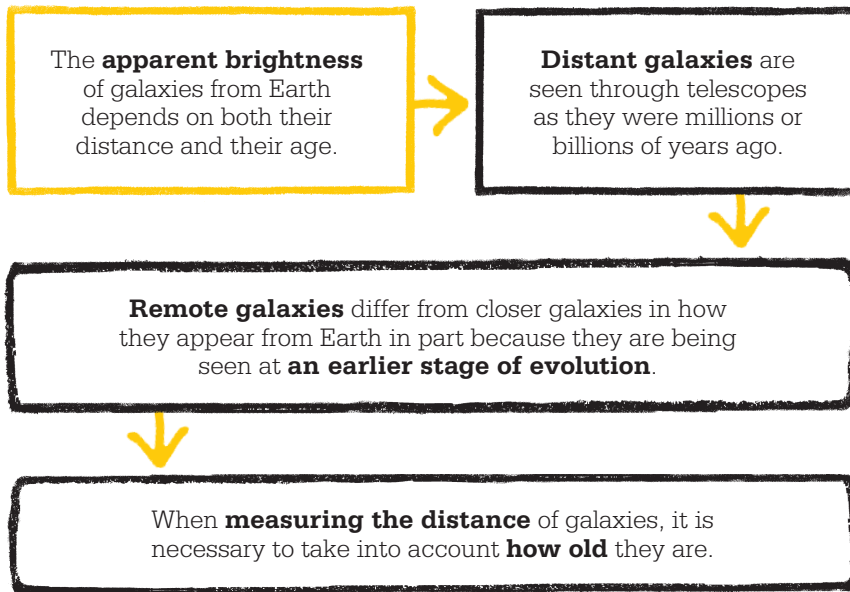 The apparent brightness
of galaxies from Earth
depends on both their
distance and their age.
Distant galaxies are
seen through telescopes
as they were millions or
billions of years ago.
Remote galaxies differ from closer galaxies in how
they appear from Earth in part because they are being
seen at an earlier stage of evolution.
When measuring the distance of galaxies, it is
necessary to take into account how old they are.